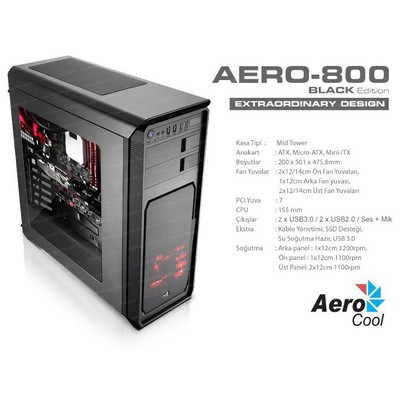 AERO-800
BLACK Edition
EXTRAORDINARY DESIGN
Kasa Tipi : Mid Tower
Anakart : ATX, Micro-ATX, Mini-ITX
Boyutlar : 200 x 501 x 475.8mm
Fan Yuvalar : 2x12/14cm Ön Fan Yuvaları,
1x12cm Arka Fan yuvası,
2x12/14cm Üst Fan Yuvaları
PCI Yuva : 7
CPU : 155 mm
Çıkışlar : 2 x USB3.0 / 2 x USB2.0 / Ses + Mik
Ekstra : Kablo Yönetimi, SSD Desteği,
Su Soğutma Hazır, USB 3.0
Soğutma : Arka panel : 1x12cm 1200rpm,
Ön panel : 1x12cm 1100rpm
Üst Panel: 2x12cm 1100rpm
Aero
Cool